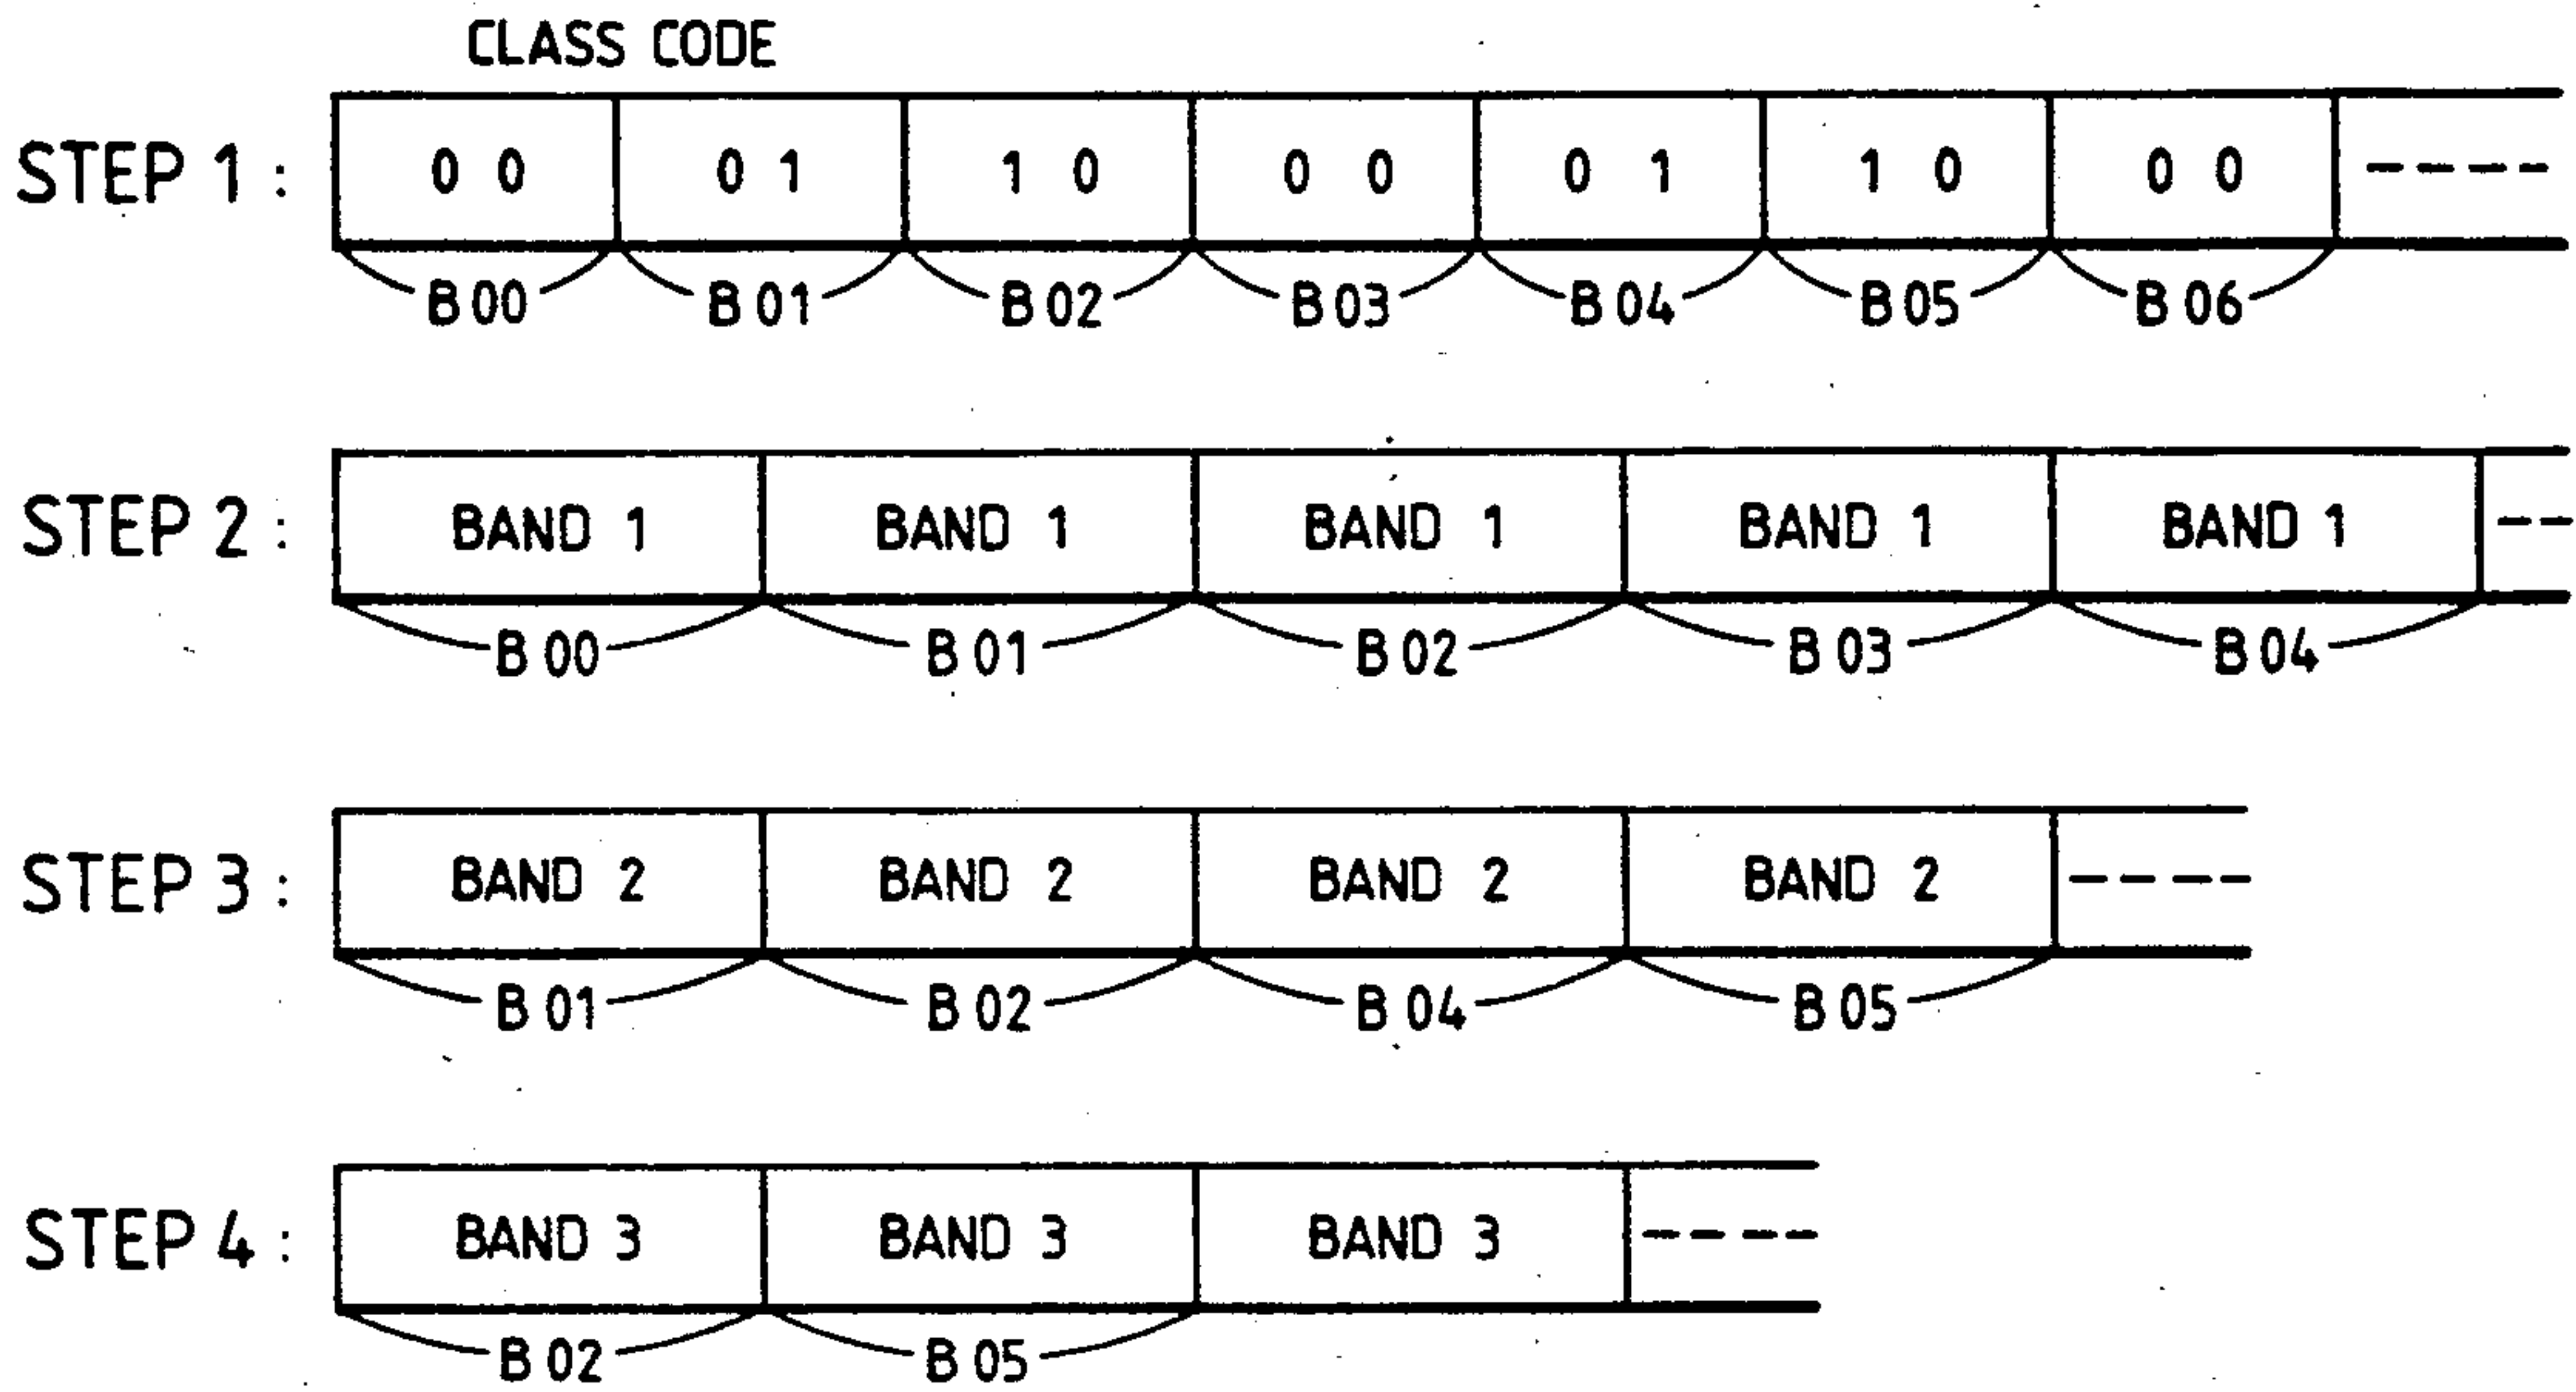 CLASS CODE
STEP 1 : 0 0 0 1 1 0 0 0 0 1 1 0 0 0 -----
B 00 B 01 B 02 B 03 B 04 B 05 B 06
STEP 2 : BAND 1 BAND 1 BAND 1 BAND 1 BAND 1 --
B 00 B 01 B 02 B 03 B 04
STEP 3 : BAND 2 BAND 2 BAND 2 BAND 2 ----
B 01 B 02 B 04 B 05
STEP 4 : BAND 3 BAND 3 BAND 3 -----
B 02 B 05